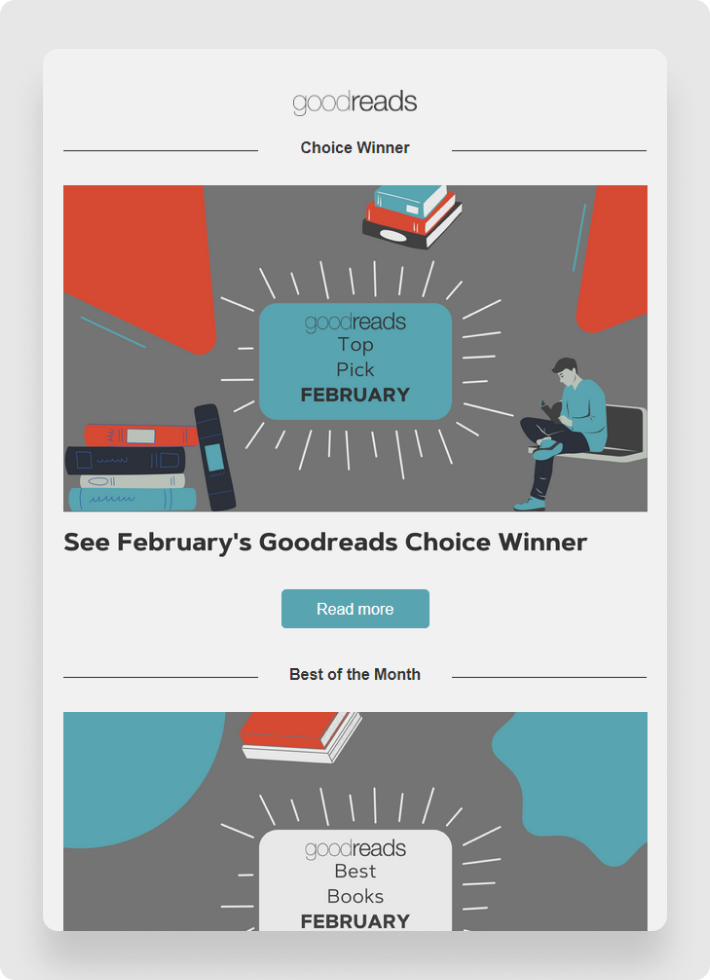 goodreads
Choice Winner
goodreads
Top
Pick
FEBRUARY
See February's Goodreads Choice Winner
Read more
Best of the Month
goodreads
Best
Books
FEBRUARY